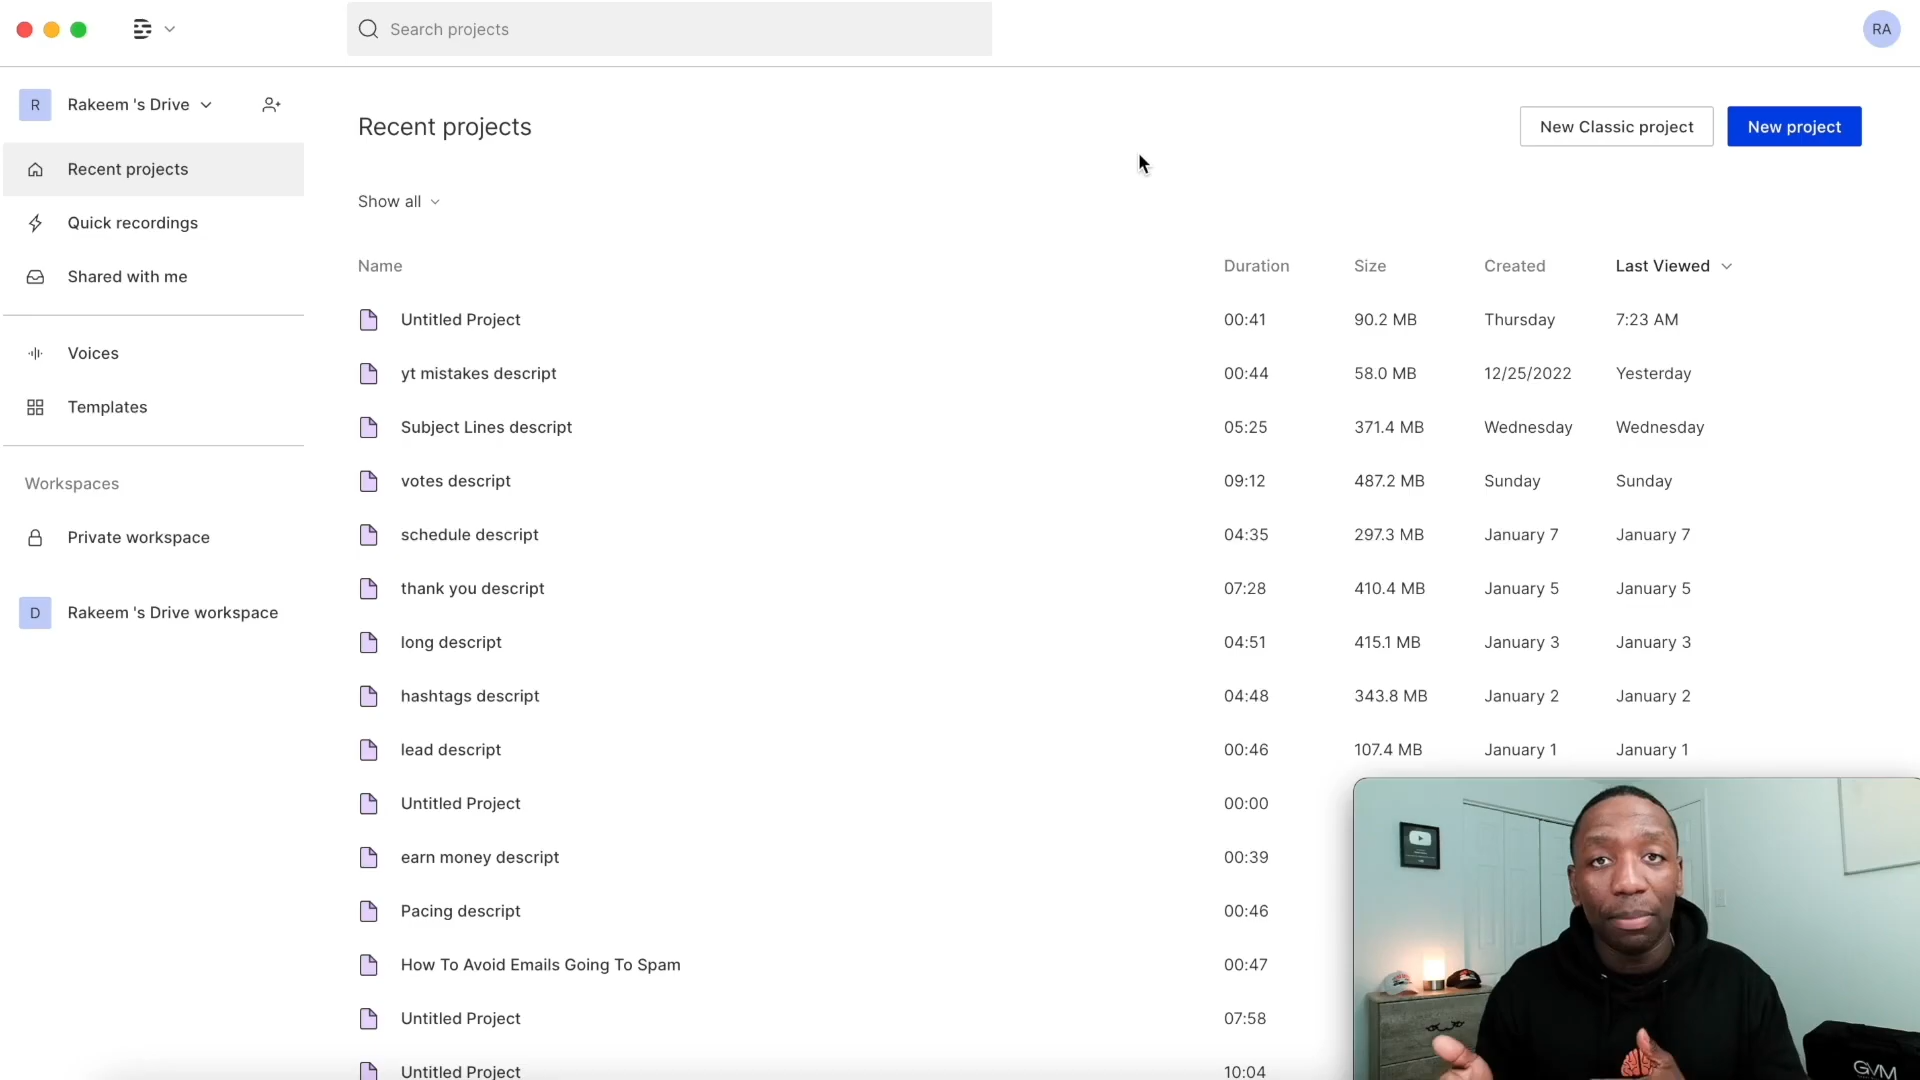 Search projects
RA
R
Rakeem 's Drive
Recent projects
Quick recordings
Shared with me
Voices
Templates
Workspaces
Private workspace
D
Rakeem 's Drive workspace
Recent projects
New Classic project
New project
Show all
Name Duration Size Created Last Viewed
Untitled Project 00:41 90.2 MB Thursday 7:23 AM
yt mistakes descript 00:44 58.0 MB 12/25/2022 Yesterday
Subject Lines descript 05:25 371.4 MB Wednesday Wednesday
votes descript 09:12 487.2 MB Sunday Sunday
schedule descript 04:35 297.3 MB January 7 January 7
thank you descript 07:28 410.4 MB January 5 January 5
long descript 04:51 415.1 MB January 3 January 3
hashtags descript 04:48 343.8 MB January 2 January 2
lead descript 00:46 107.4 MB January 1 January 1
Untitled Project 00:00
earn money descript 00:39
Pacing descript 00:46
How To Avoid Emails Going To Spam 00:47
Untitled Project 07:58
Untitled Project 10:04
GVM